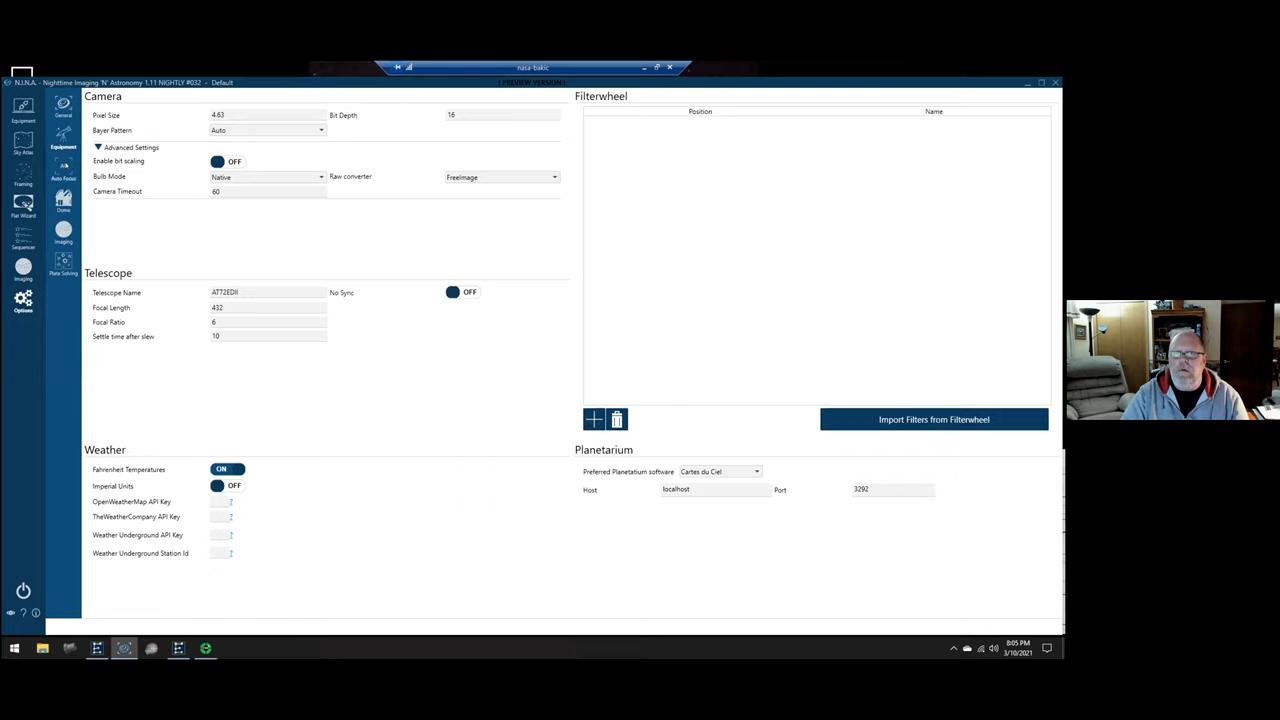 nasa-bakic
N.I.N.A. - Nighttime Imaging 'N' Astronomy 1.11 NIGHTLY #032 - Default
! PREVIEW VERSION !
Equipment
Sky Atlas
Framing
Flat Wizard
Sequencer
Imaging
Options
General
Equipment
Auto Focus
Dome
Imaging
Plate Solving
Camera
Pixel Size 4.63 Bit Depth 16
Bayer Pattern Auto
Advanced Settings
Enable bit scaling OFF
Bulb Mode Native Raw converter FreeImage
Camera Timeout 60
Telescope
Telescope Name AT72EDII No Sync OFF
Focal Length 432
Focal Ratio 6
Settle time after slew 10
Weather
Fahrenheit Temperatures ON
Imperial Units OFF
OpenWeatherMap API Key ?
TheWeatherCompany API Key ?
Weather Underground API Key ?
Weather Underground Station Id ?
Filterwheel
Position Name
Import Filters from Filterwheel
Planetarium
Preferred Planetatium software Cartes du Ciel
Host localhost Port 3292
8:05 PM
3/10/2021